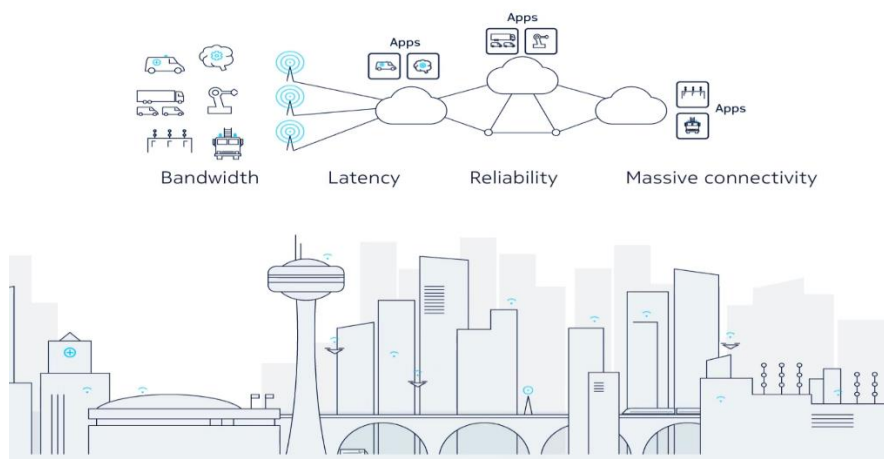 Apps
Apps
Apps
Bandwidth
Latency
Reliability
Massive connectivity